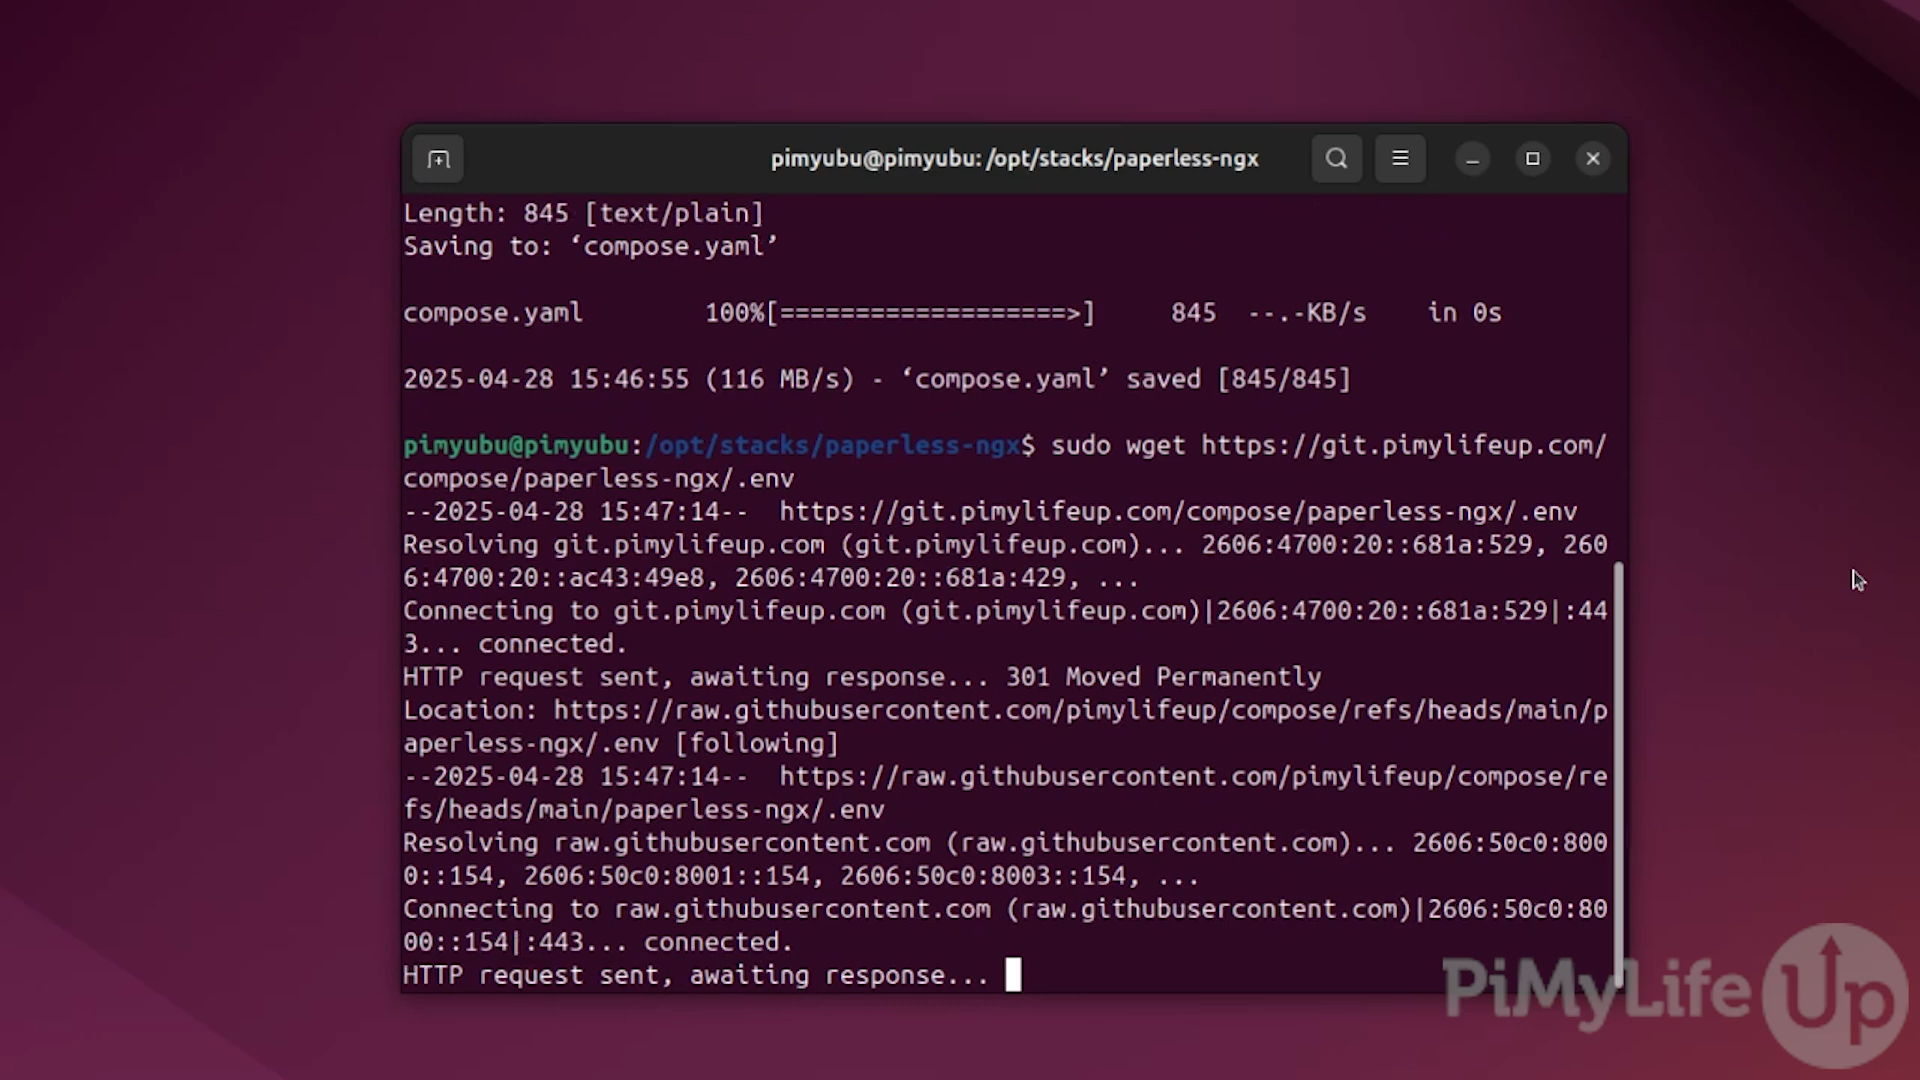 pimyubu@pimyubu: /opt/stacks/paperless-ngx
Length: 845 [text/plain]
Saving to: ‘compose.yaml’
compose.yaml 100%[===================>] 845 --.-KB/s in 0s
2025-04-28 15:46:55 (116 MB/s) - ‘compose.yaml’ saved [845/845]
pimyubu@pimyubu:/opt/stacks/paperless-ngx$ sudo wget https://git.pimylifeup.com/
compose/paperless-ngx/.env
--2025-04-28 15:47:14-- https://git.pimylifeup.com/compose/paperless-ngx/.env
Resolving git.pimylifeup.com (git.pimylifeup.com)... 2606:4700:20::681a:529, 260
6:4700:20::ac43:49e8, 2606:4700:20::681a:429, ...
Connecting to git.pimylifeup.com (git.pimylifeup.com)|2606:4700:20::681a:529|:44
3... connected.
HTTP request sent, awaiting response... 301 Moved Permanently
Location: https://raw.githubusercontent.com/pimylifeup/compose/refs/heads/main/p
aperless-ngx/.env [following]
--2025-04-28 15:47:14-- https://raw.githubusercontent.com/pimylifeup/compose/re
fs/heads/main/paperless-ngx/.env
Resolving raw.githubusercontent.com (raw.githubusercontent.com)... 2606:50c0:800
0::154, 2606:50c0:8001::154, 2606:50c0:8003::154, ...
Connecting to raw.githubusercontent.com (raw.githubusercontent.com)|2606:50c0:80
00::154|:443... connected.
HTTP request sent, awaiting response...
PiMyLifeUp